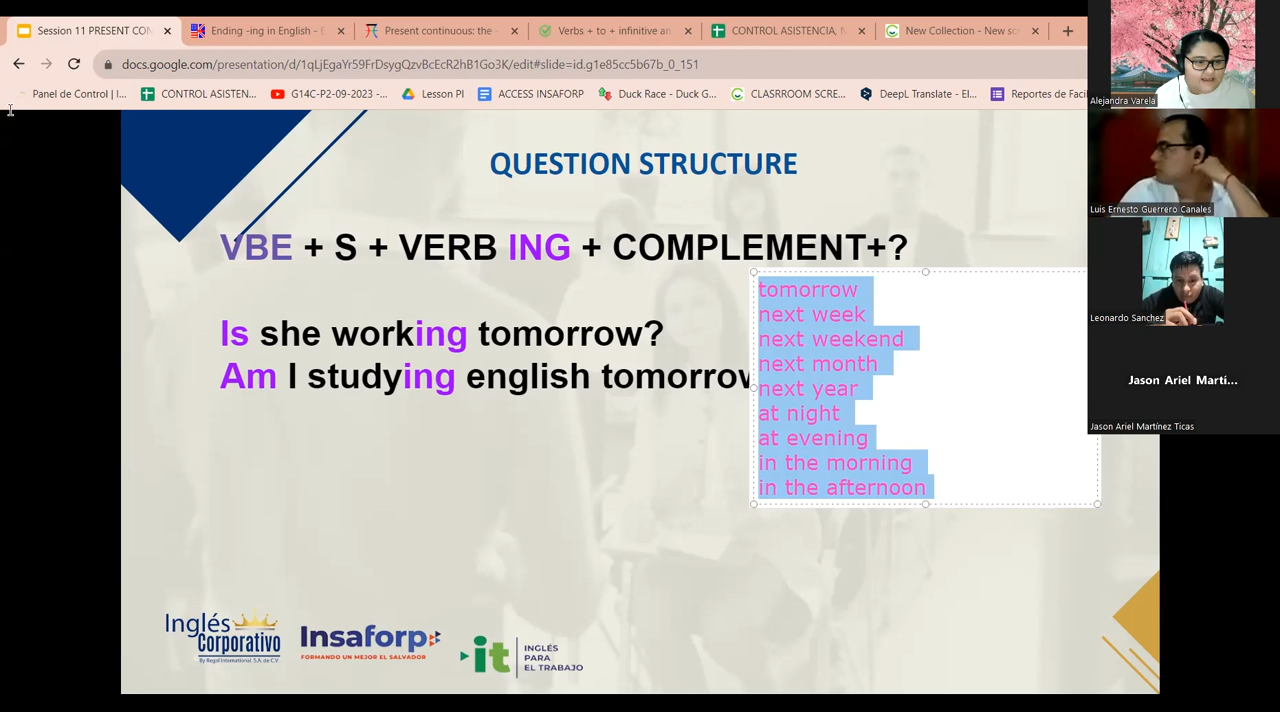 Session 11 PRESENT CON
Ending -ing in English - E
Present continuous: the -
Verbs + to + infinitive an
CONTROL ASISTENCIA, N
New Collection - New scr
docs.google.com/presentation/d/1qLjEgaYr59FrDsygQzvBcEcR2hB1Go3K/edit#slide=id.g1e85cc5b67b_0_151
Panel de Control | I...
CONTROL ASISTEN...
G14C-P2-09-2023 -...
Lesson Pl
ACCESS INSAFORP
Duck Race - Duck G...
CLASRROOM SCRE...
DeepL Translate - El...
Reportes de Facil
QUESTION STRUCTURE
VBE + S + VERB ING + COMPLEMENT+?
Is she working tomorrow?
Am I studying english tomorrow
tomorrow
next week
next weekend
next month
next year
at night
at evening
in the morning
in the afternoon
Alejandra Varela
Luis Ernesto Guerrero Canales
Leonardo Sanchez
Jason Ariel Martí...
Jason Ariel Martínez Ticas
Inglés
Corporativo
By Regal International. S.A. de C.V.
Insaforp
FORMANDO UN MEJOR EL SALVADOR
it
INGLÉS
PARA
EL TRABAJO